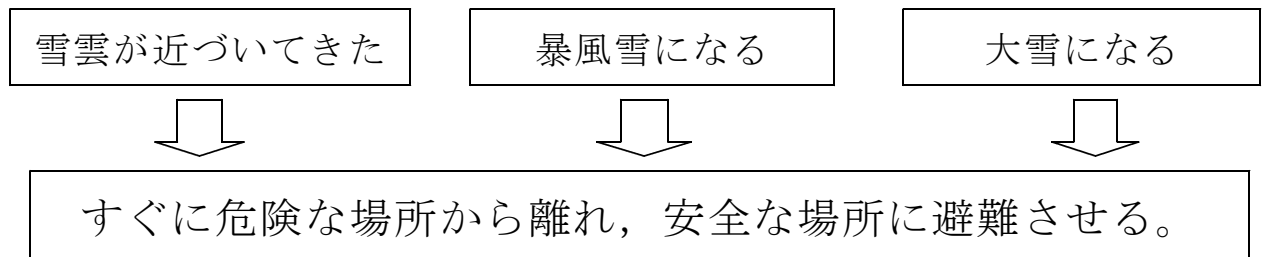 雪雲が近づいてきた
暴風雪になる
大雪になる
すぐに危険な場所から離れ，安全な場所に避難させる。